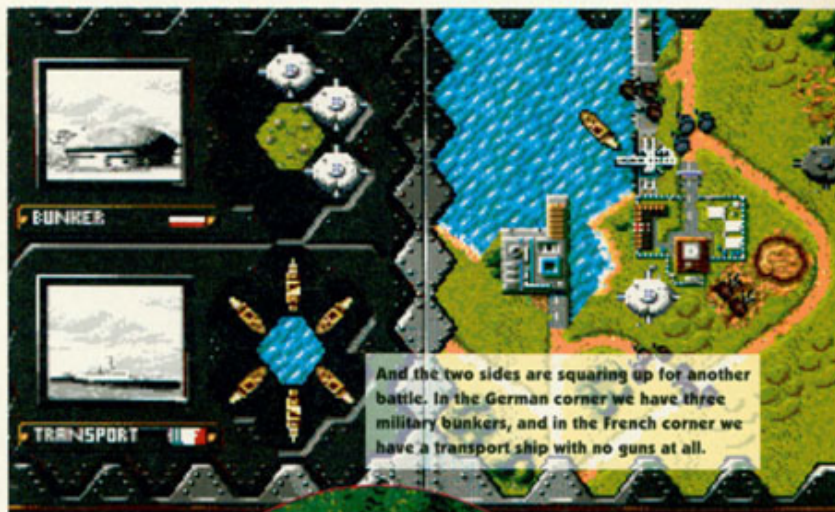 BUNKER
TRANSPORT
And the two sides are squaring up for another
battle. In the German corner we have three
military bunkers, and in the French corner we
have a transport ship with no guns at all.